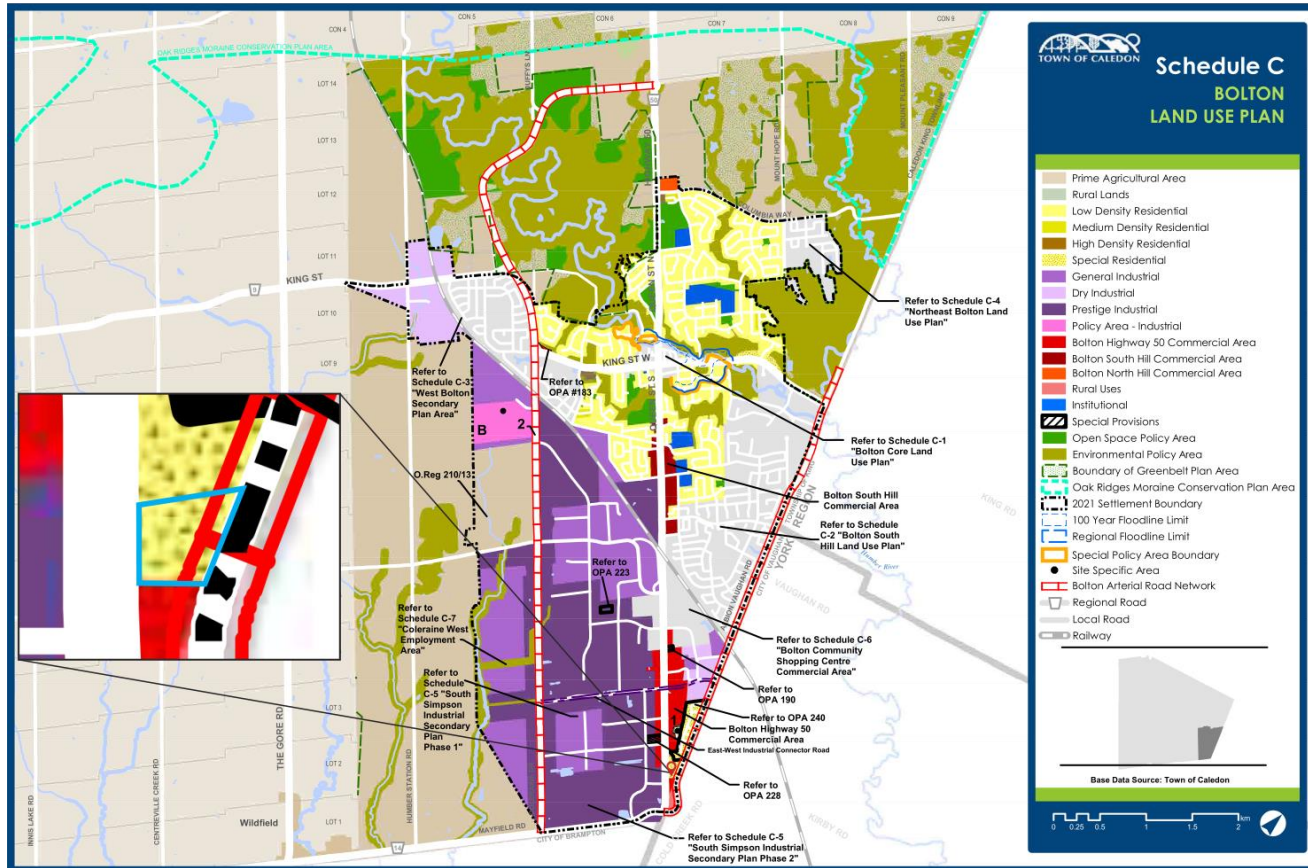 TOWN OF CALEDON
Schedule C
BOLTON
LAND USE PLAN
Prime Agricultural Area
Rural Lands
Low Density Residential
Medium Density Residential
High Density Residential
Special Residential
General Industrial
Dry Industrial
Prestige Industrial
Policy Area - Industrial
Bolton Highway 50 Commercial Area
Bolton South Hill Commercial Area
Bolton North Hill Commercial Area
Rural Uses
Institutional
Special Provisions
Open Space Policy Area
Environmental Policy Area
Boundary of Greenbelt Plan Area
Oak Ridges Moraine Conservation Plan Area
2021 Settlement Boundary
100 Year Floodline Limit
Regional Floodline Limit
Special Policy Area Boundary
Site Specific Area
Bolton Arterial Road Network
Regional Road
Local Road
Railway
Base Data Source: Town of Caledon
0 0.25 0.5 1 1.5 2
km
CON 4
CON 5
CON 6
CON 7
CON 8
CON 9
OAK RIDGES MORAINE CONSERVATION PLAN AREA
LOT 14
LOT 13
LOT 12
LOT 11
LOT 10
LOT 9
LOT 3
LOT 2
LOT 1
50
MOUNT HOPE RD
MOUNT PLEASANT RD
CALEDON KING TOWNLINE
COLUMBIA WAY
KING ST
9
KING ST W
Refer to Schedule C-4
"Northeast Bolton Land
Use Plan"
Refer to
Schedule C-3
"West Bolton
Secondary
Plan Area"
Refer to
OPA #183
B
2
O.Reg 210/13
Refer to Schedule C-1
"Bolton Core Land
Use Plan"
Bolton South Hill
Commercial Area
Refer to Schedule
C-2 "Bolton South
Hill Land Use Plan"
KING RD
YORK REGION
CITY OF VAUGHAN
TOWNSHIP OF KING
ALBION VAUGHAN RD
VAUGHAN RD
Humber River
Refer to
OPA 223
Refer to
Schedule C-7
"Coleraine West
Employment
Area"
Refer to Schedule C-6
"Bolton Community
Shopping Centre
Commercial Area"
Refer to
Schedule
C-5 "South
Simpson
Industrial
Secondary
Plan
Phase 1"
Refer to
OPA 190
1
Refer to OPA 240
Bolton Highway 50
Commercial Area
East-West Industrial Connector Road
Refer to
OPA 228
Refer to Schedule C-5
"South Simpson Industrial
Secondary Plan Phase 2"
INNIS LAKE RD
CENTREVILLE CREEK RD
THE GORE RD
HUMBER STATION RD
Wildfield
MAYFIELD RD
14
CITY OF BRAMPTON
KIRBY RD